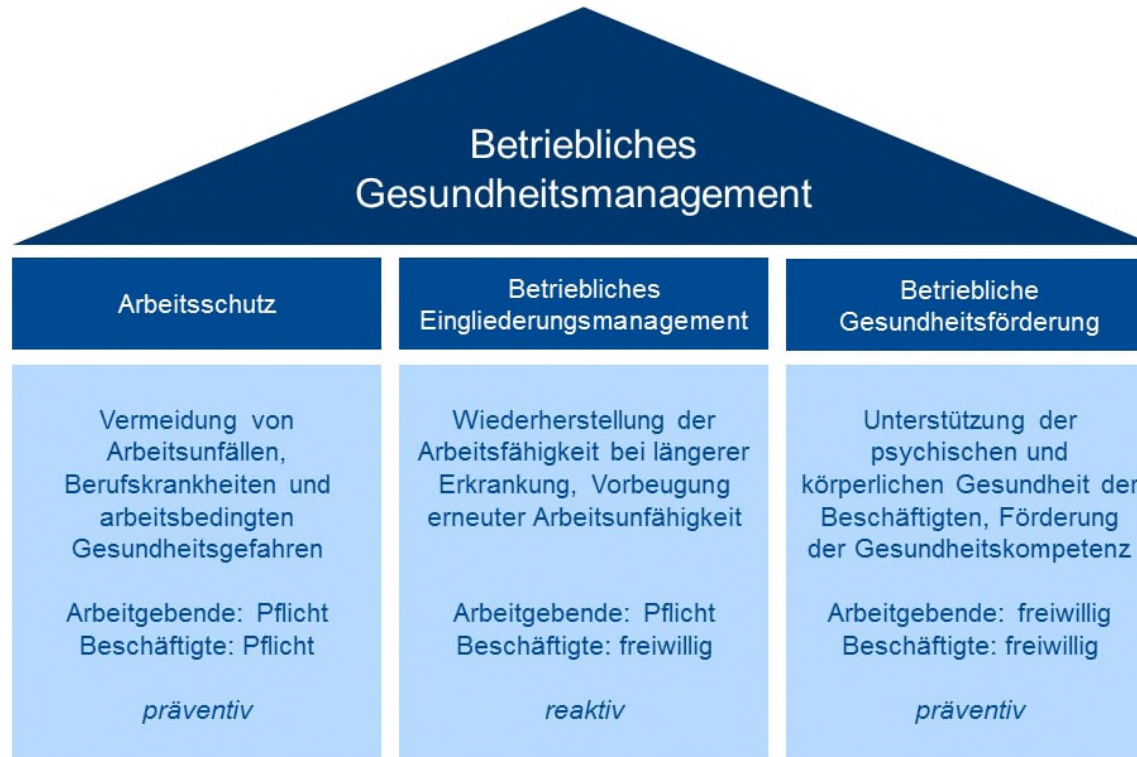 Betriebliches
Gesundheitsmanagement
Arbeitsschutz
Vermeidung von
Arbeitsunfällen,
Berufskrankheiten und
arbeitsbedingten
Gesundheitsgefahren
Arbeitgebende: Pflicht
Beschäftigte: Pflicht
präventiv
Betriebliches
Eingliederungsmanagement
Wiederherstellung der
Arbeitsfähigkeit bei längerer
Erkrankung, Vorbeugung
erneuter Arbeitsunfähigkeit
Arbeitgebende: Pflicht
Beschäftigte: freiwillig
reaktiv
Betriebliche
Gesundheitsförderung
Unterstützung der
psychischen und
körperlichen Gesundheit der
Beschäftigten, Förderung
der Gesundheitskompetenz
Arbeitgebende: freiwillig
Beschäftigte: freiwillig
präventiv